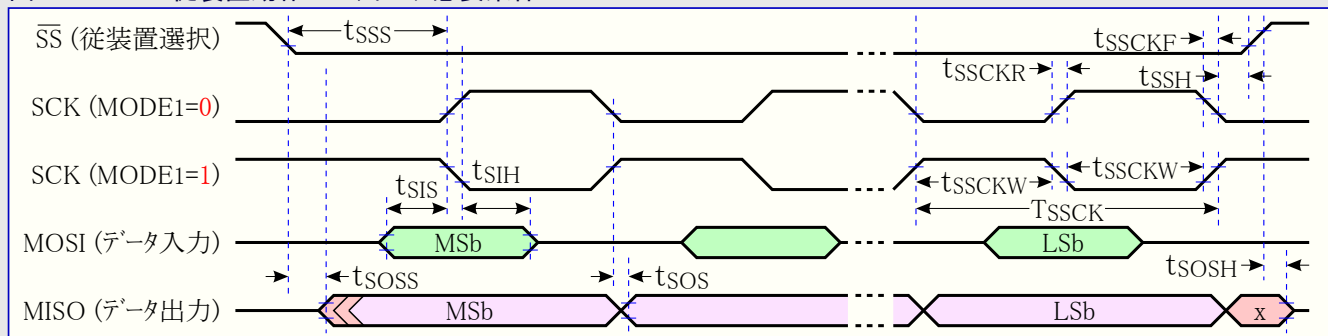 S̅S̅ (従装置選択)
tSSS
tSSCKF
tSSCKR
tSSH
SCK (MODE1=0)
SCK (MODE1=1)
tSIS
tSIH
tSSCKW
tSSCKW
TSSCK
MOSI (データ入力)
MSb
LSb
tSOSS
tSOS
tSOSH
MISO (データ出力)
MSb
LSb
x